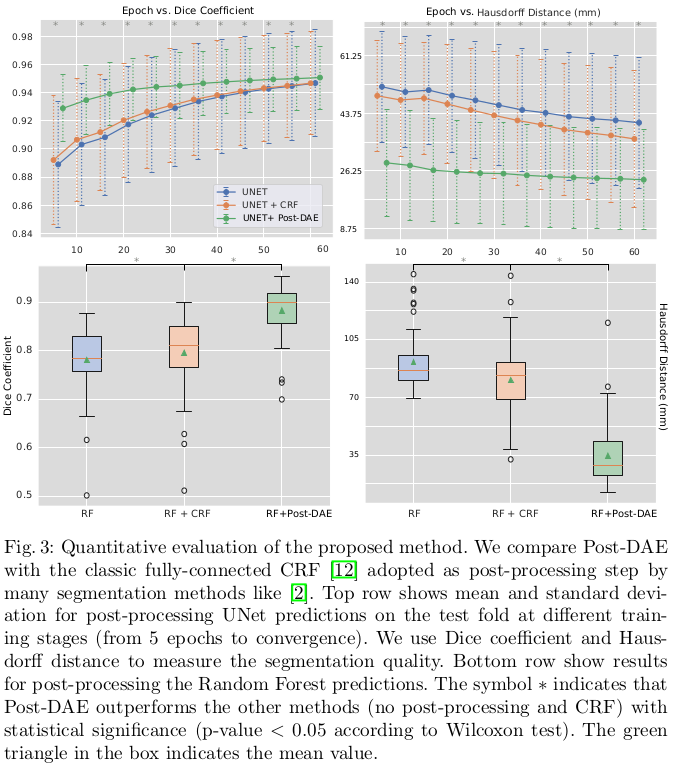 Epoch vs. Dice Coefficient
0.98
0.96
0.94
0.92
0.90
0.88
0.86
0.84
* * * * * * * * * * * *
UNET
UNET + CRF
UNET+ Post-DAE
10 20 30 40 50 60
Epoch vs. Hausdorff Distance (mm)
61.25
43.75
26.25
8.75
* * * * * * * * * * * *
10 20 30 40 50 60
Dice Coefficient
0.9
0.8
0.7
0.6
0.5
* *
RF RF + CRF RF+Post-DAE
140
105
70
35
* *
RF RF + CRF RF+Post-DAE
Hausdorff Distance (mm)
Fig. 3: Quantitative evaluation of the proposed method. We compare Post-DAE
with the classic fully-connected CRF [12] adopted as post-processing step by
many segmentation methods like [2]. Top row shows mean and standard devi-
ation for post-processing UNet predictions on the test fold at different train-
ing stages (from 5 epochs to convergence). We use Dice coefficient and Haus-
dorff distance to measure the segmentation quality. Bottom row show results
for post-processing the Random Forest predictions. The symbol ∗ indicates that
Post-DAE outperforms the other methods (no post-processing and CRF) with
statistical significance (p-value < 0.05 according to Wilcoxon test). The green
triangle in the box indicates the mean value.